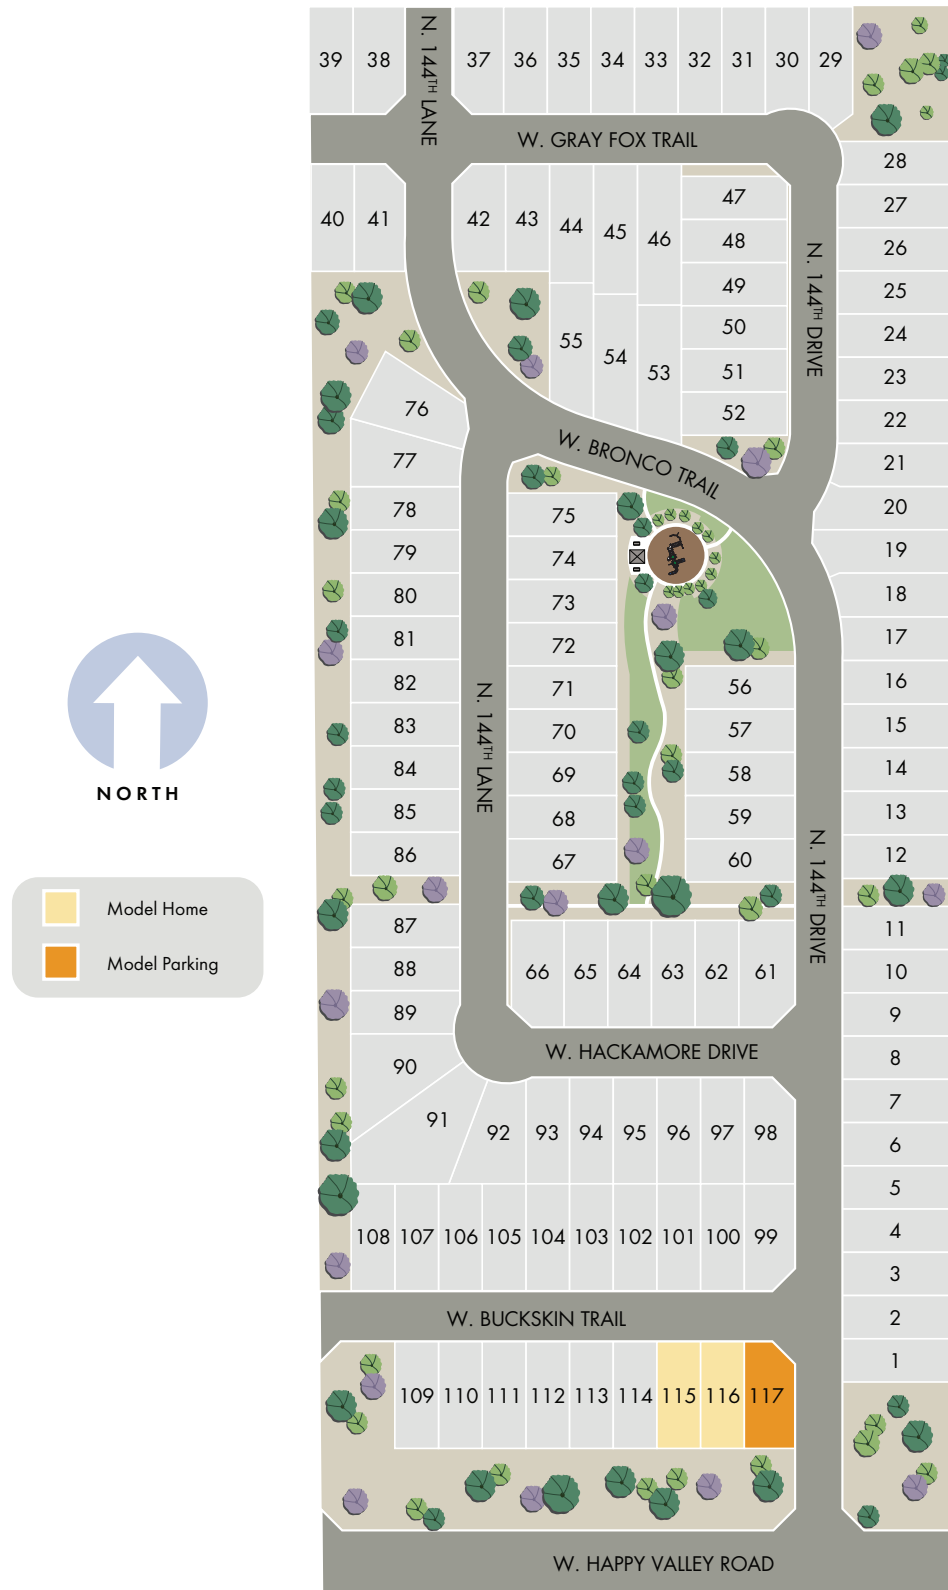 39 38 N. 144TH LANE 37 36 35 34 33 32 31 30 29
W. GRAY FOX TRAIL
28
40 41 42 43 44 45 46 47 27
48 26
49 25
N. 144TH DRIVE
55 54 53 50 24
51 23
76 52 22
W. BRONCO TRAIL
77 21
78 75 20
79 74 19
80 73 18
81 72 17
82 71 56 16
N. 144TH LANE
83 70 57 15
84 69 58 14
85 68 59 13
86 67 60 12
N. 144TH DRIVE
87 11
88 66 65 64 63 62 61 10
89 9
W. HACKAMORE DRIVE
90 8
7
91 92 93 94 95 96 97 98 6
5
108 107 106 105 104 103 102 101 100 99 4
3
W. BUCKSKIN TRAIL
2
1
109 110 111 112 113 114 115 116 117
W. HAPPY VALLEY ROAD
NORTH
Model Home
Model Parking